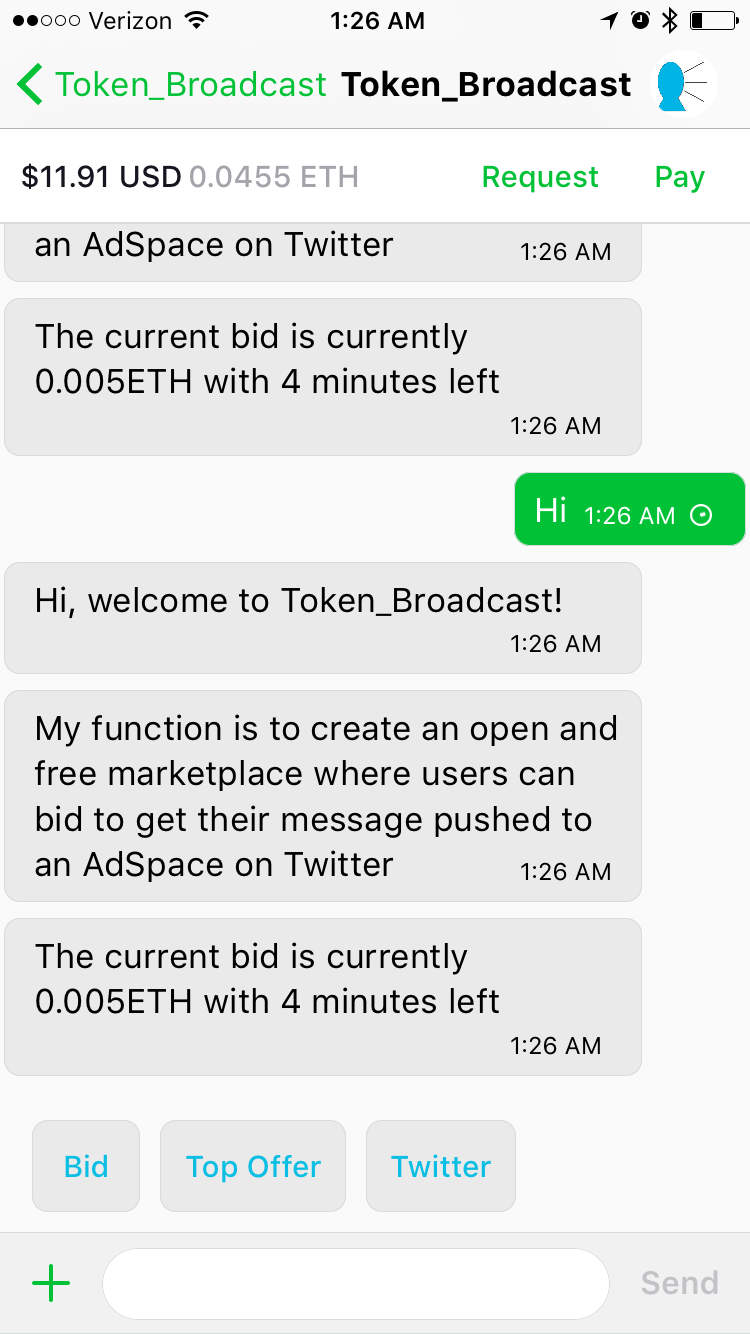 Verizon 1:26 AM
Token_Broadcast Token_Broadcast
$11.91 USD 0.0455 ETH Request Pay
an AdSpace on Twitter 1:26 AM
The current bid is currently
0.005ETH with 4 minutes left
1:26 AM
Hi 1:26 AM
Hi, welcome to Token_Broadcast!
1:26 AM
My function is to create an open and
free marketplace where users can
bid to get their message pushed to
an AdSpace on Twitter 1:26 AM
The current bid is currently
0.005ETH with 4 minutes left
1:26 AM
Bid Top Offer Twitter
Send